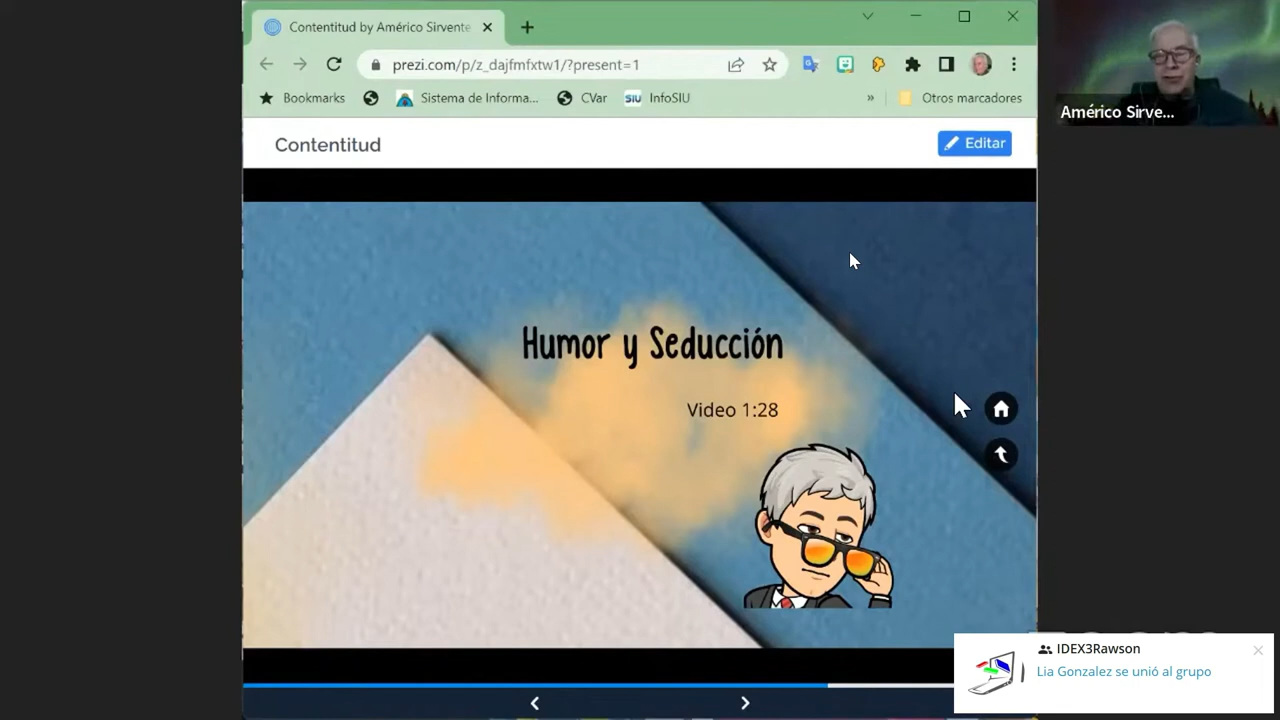 Contentitud by Américo Sirvente
prezi.com/p/z_dajfmfxtw1/?present=1
Bookmarks
Sistema de Informa...
CVar
SIU InfoSIU
»
Otros marcadores
Américo Sirve...
Contentitud
Editar
Humor y Seducción
Video 1:28
IDEX3Rawson
Lia Gonzalez se unió al grupo